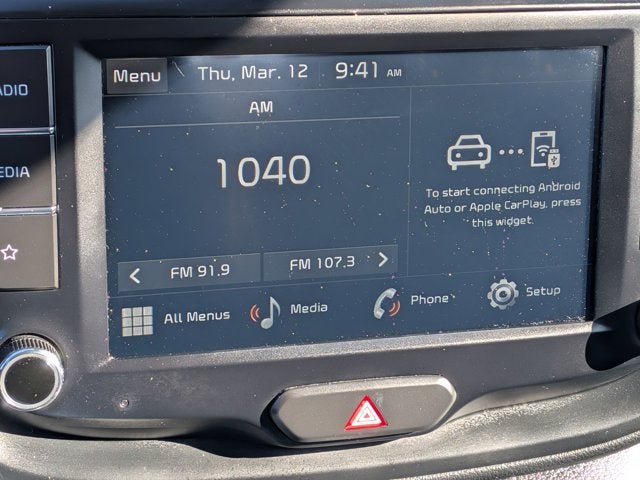 Menu
Thu, Mar. 12
9:41 AM
AM
1040
To start connecting Android
Auto or Apple CarPlay, press
this widget.
FM 91.9
FM 107.3
All Menus
Media
Phone
Setup
ADIO
EDIA